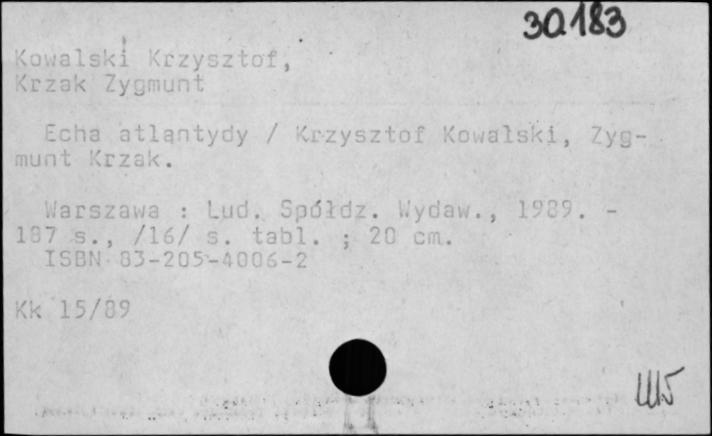 30183
Kowalski Krzysztof,
Krzak Zygmunt
Echa atlantydy / Krzysztof Kowalski, Zyg-
munt Krzak.
Warszawa : Lud. Spółdz. Wydaw., 1989. -
187 s., /16/ s. tabl. ; 20 cm.
ISBN 83-205-4006-2
Kk 15/89